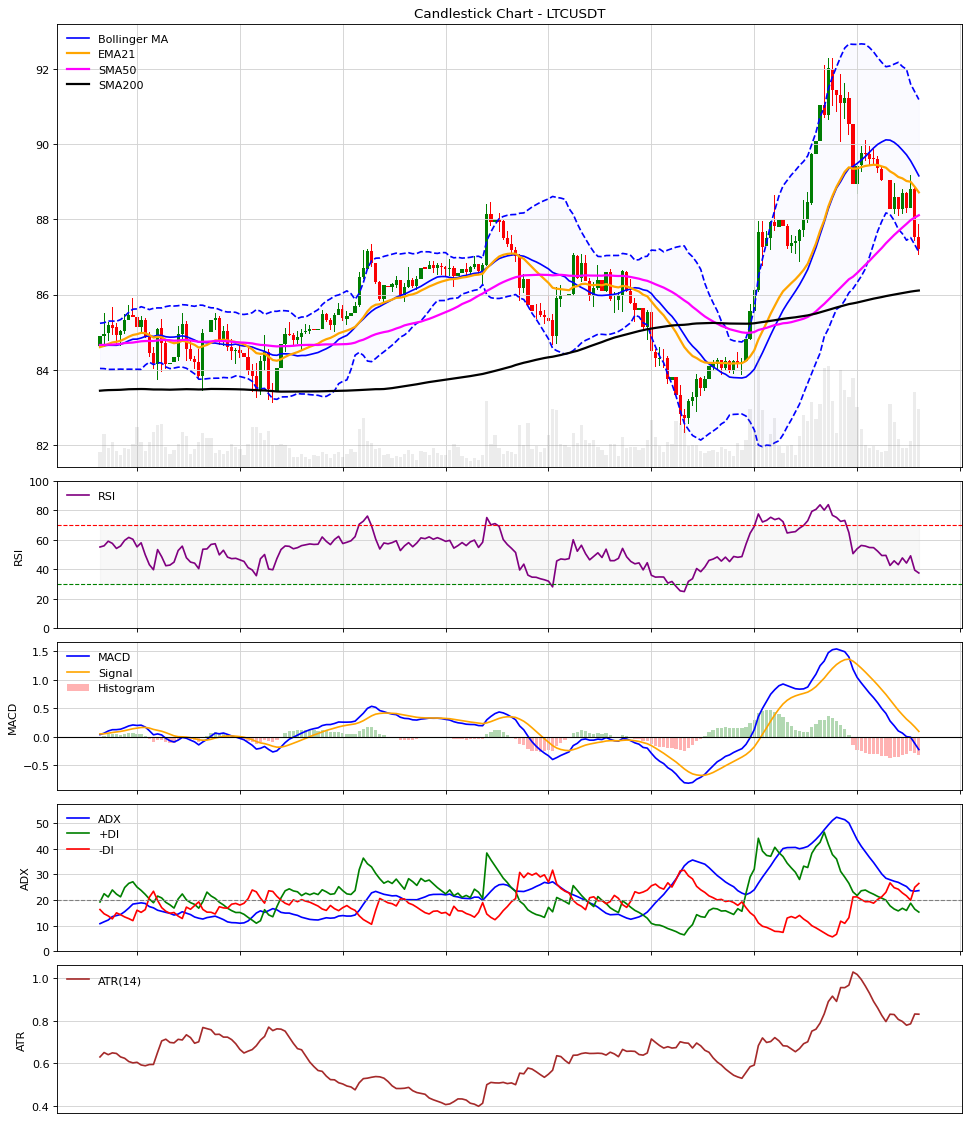 Candlestick Chart - LTCUSDT
Bollinger MA
EMA21
SMA50
SMA200
92
90
88
86
84
82
100
80
60
40
20
0
RSI
RSI
1.5
1.0
0.5
0.0
−0.5
MACD
MACD
Signal
Histogram
50
40
30
20
10
0
ADX
ADX
+DI
-DI
1.0
0.8
0.6
0.4
ATR
ATR(14)